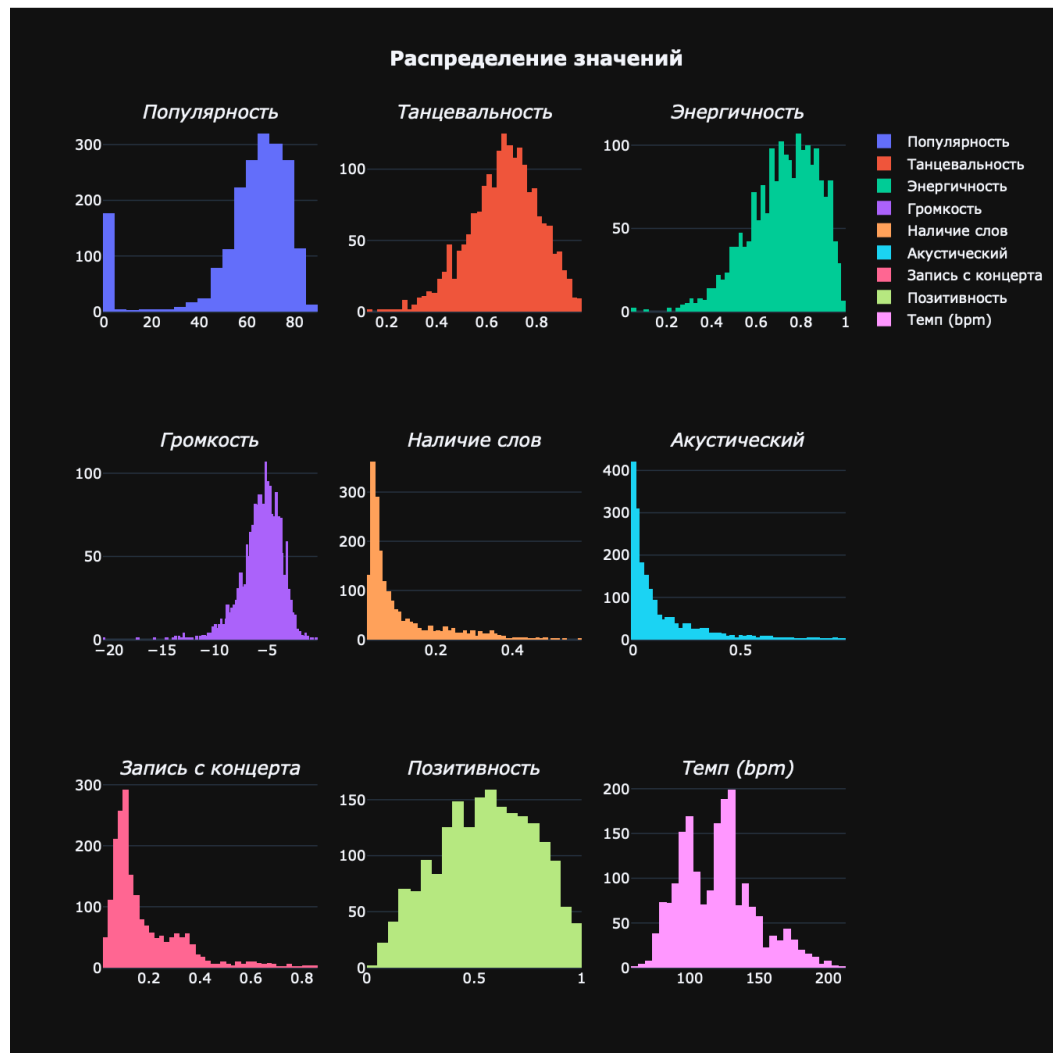 Распределение значений
Популярность
Танцевальность
Энергичность
300
200
100
0
0 20 40 60 80
100
50
0
0.2 0.4 0.6 0.8
100
50
0
0.2 0.4 0.6 0.8 1
Популярность
Танцевальность
Энергичность
Громкость
Наличие слов
Акустический
Запись с концерта
Позитивность
Темп (bpm)
Громкость
Наличие слов
Акустический
100
50
0
−20 −15 −10 −5
300
200
100
0
0.2 0.4
400
300
200
100
0
0 0.5
Запись с концерта
Позитивность
Темп (bpm)
300
200
100
0
0.2 0.4 0.6 0.8
150
100
50
0
0 0.5 1
200
150
100
50
0
100 150 200